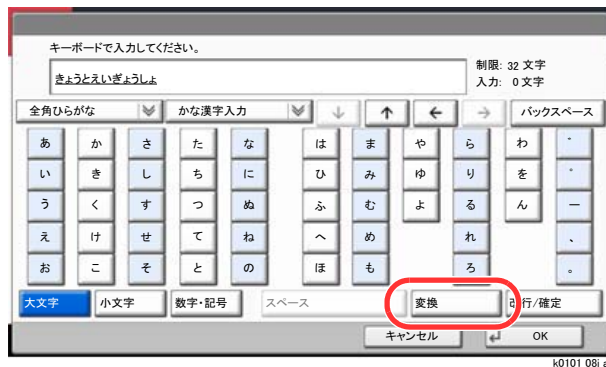 キーボードで入力してください。
きょうとえいぎょうしょ
制限: 32 文字
入力: 0 文字
全角ひらがな かな漢字入力 ↓ ↑ ← → バックスペース
あ か さ た な は ま や ら わ ゛
い き し ち に ひ み ゆ り を ゜
う く す つ ぬ ふ む よ る ん ー
え け せ て ね へ め れ 、
お こ そ と の ほ も ろ 。
大文字 小文字 数字・記号 スペース 変換 改行/確定
キャンセル OK
k0101_08j_a